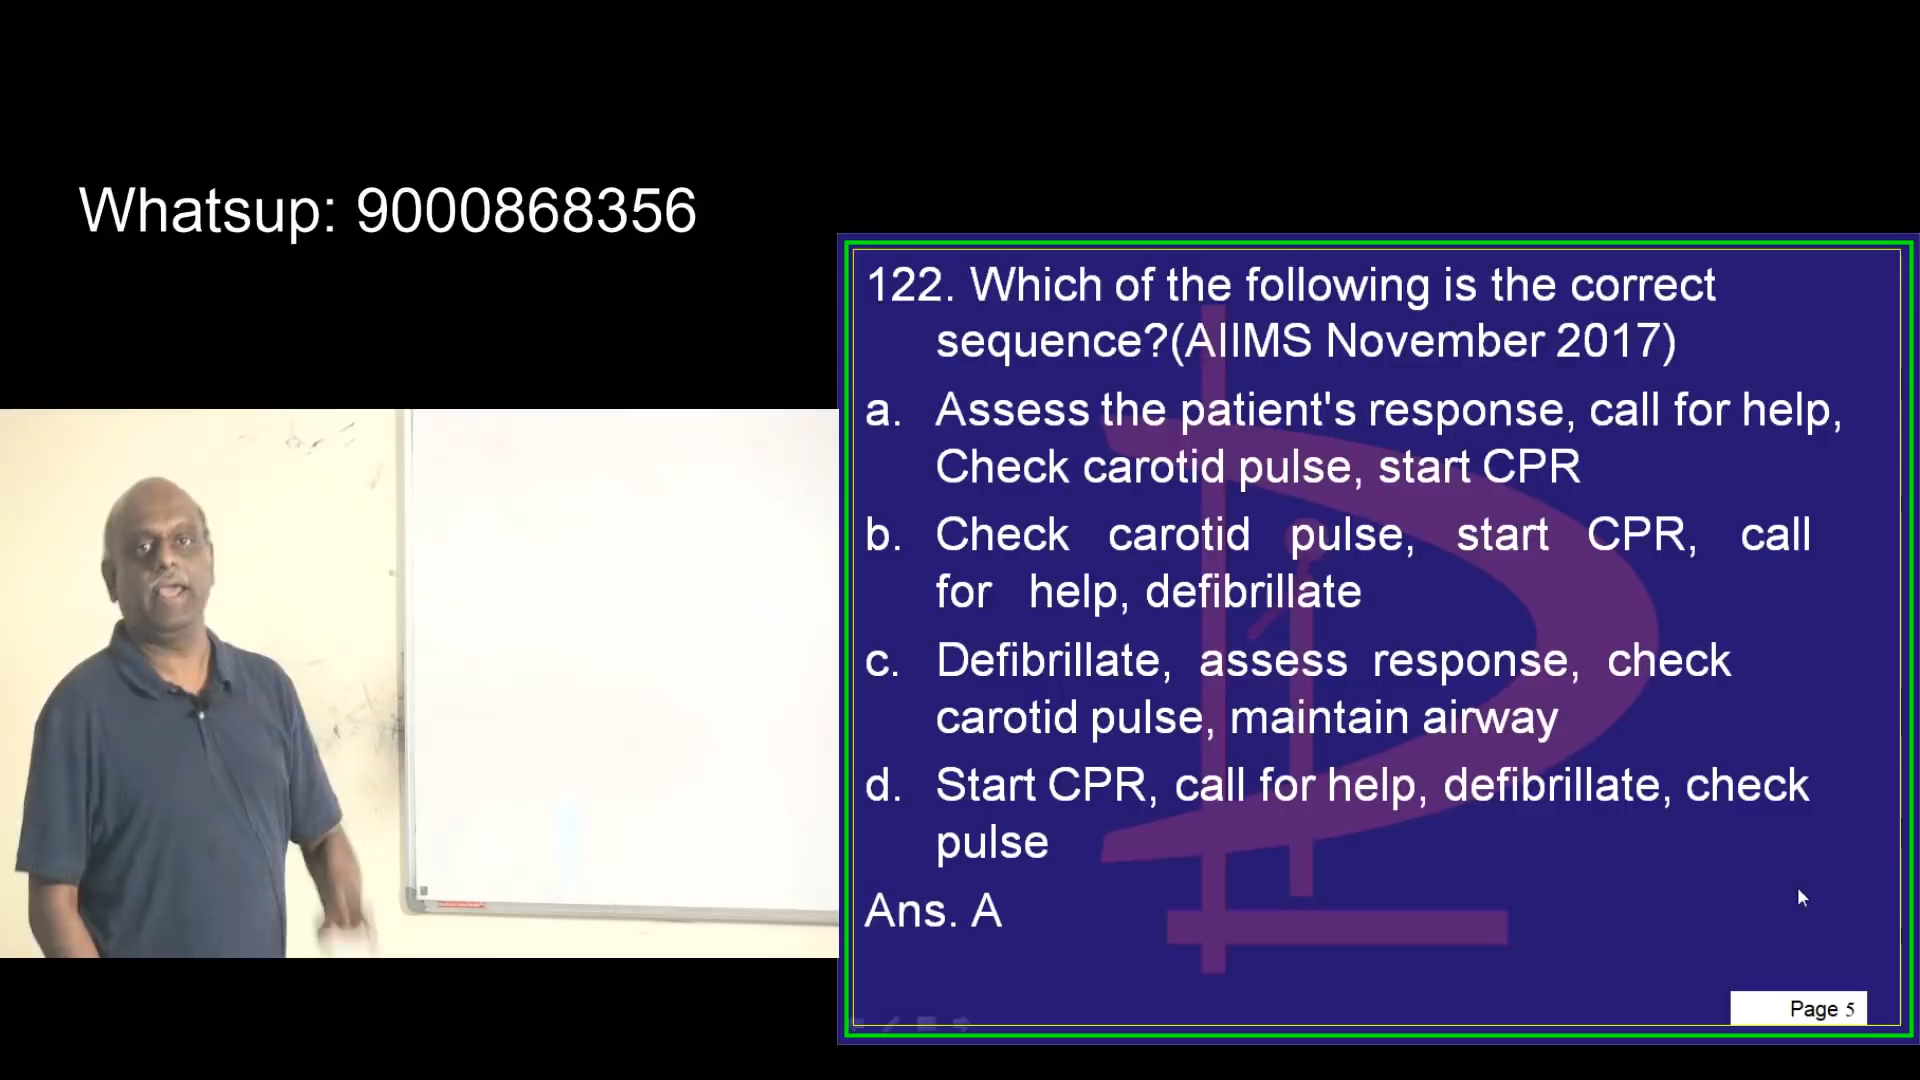 Whatsup: 9000868356
122. Which of the following is the correct
sequence?(AIIMS November 2017)
a. Assess the patient's response, call for help,
Check carotid pulse, start CPR
b. Check carotid pulse, start CPR, call
for help, defibrillate
c. Defibrillate, assess response, check
carotid pulse, maintain airway
d. Start CPR, call for help, defibrillate, check
pulse
Ans. A
Page 5